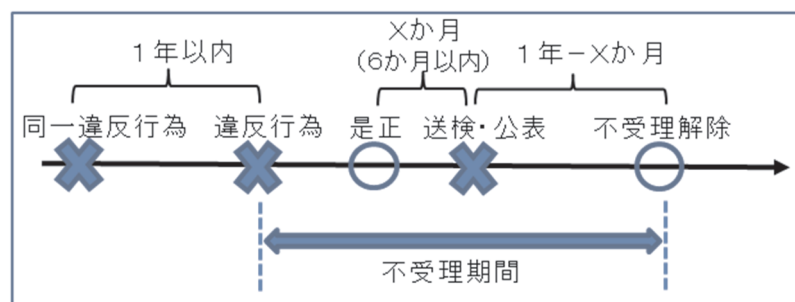 １年以内
Xか月
(6か月以内)
１年－Xか月
同一違反行為
違反行為
是正
送検・公表
不受理解除
不受理期間